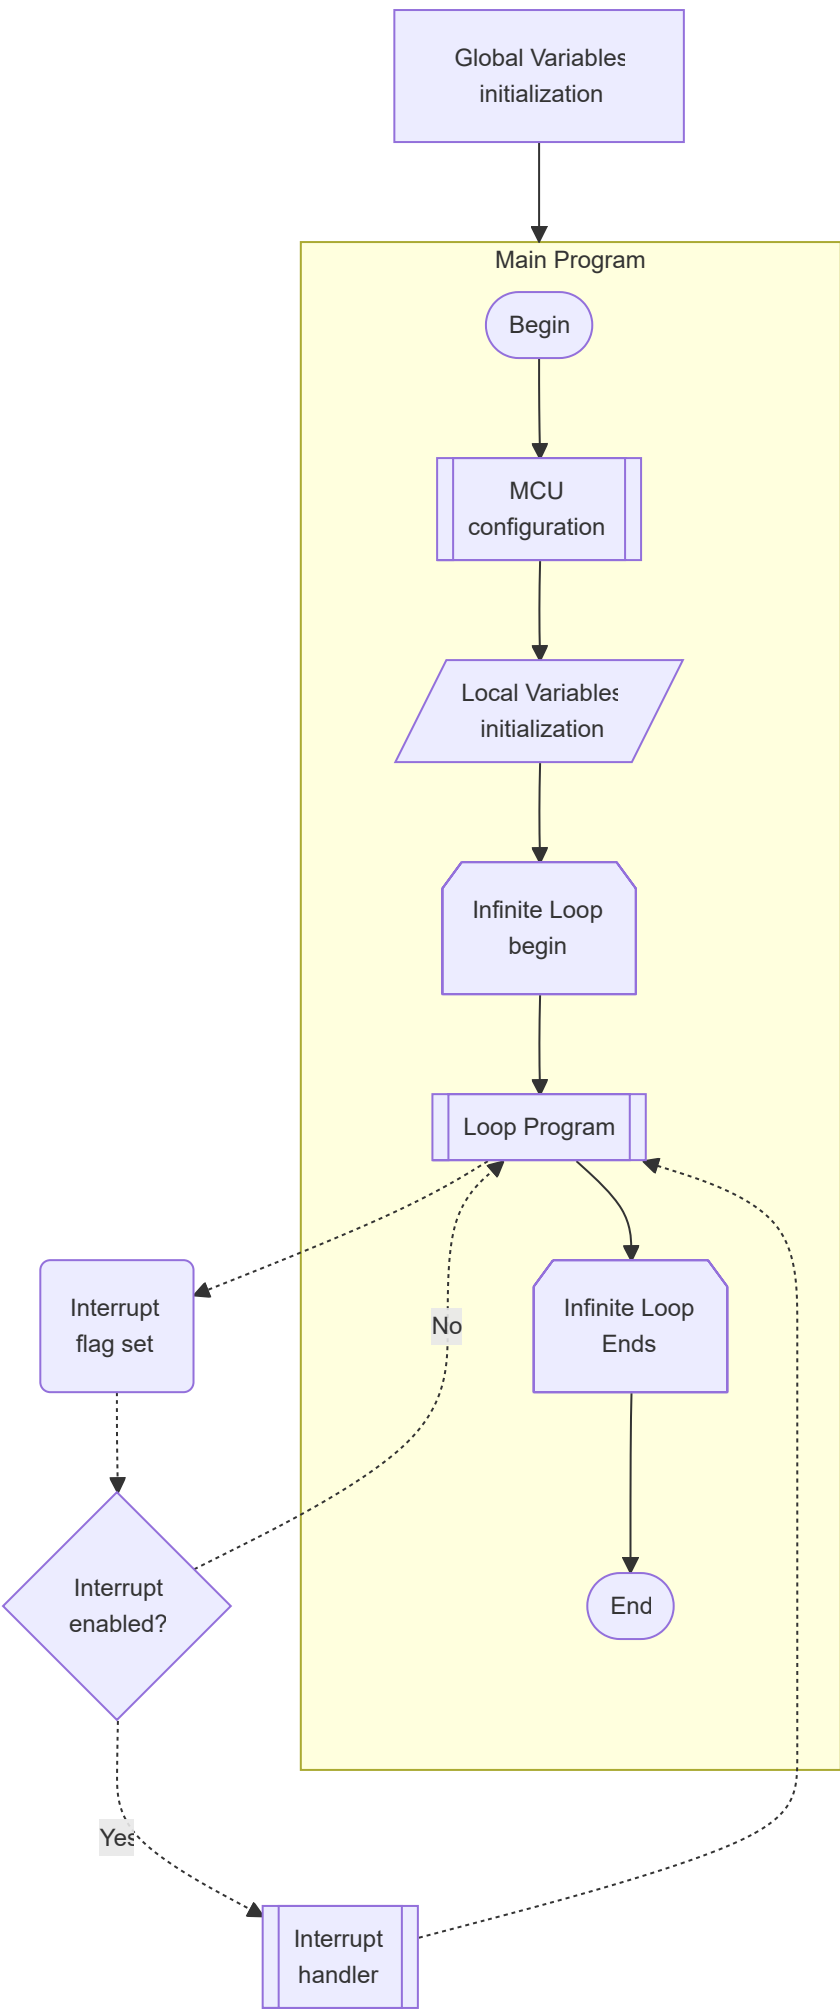 Global Variables
initialization
Main Program
Begin
MCU
configuration
Local Variables
initialization
Infinite Loop
begin
Loop Program
Interrupt
flag set
No
Infinite Loop
Ends
Interrupt
enabled?
End
Yes
Interrupt
handler